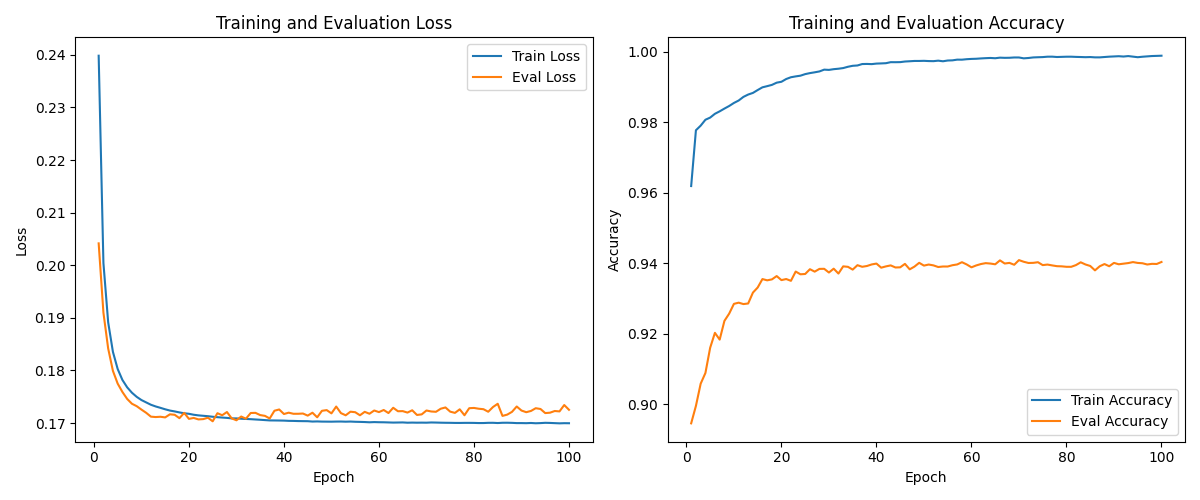 Training and Evaluation Loss
0.24
0.23
0.22
0.21
0.20
0.19
0.18
0.17
Loss
0
20
40
60
80
100
Epoch
Train Loss
Eval Loss
Training and Evaluation Accuracy
1.00
0.98
0.96
0.94
0.92
0.90
Accuracy
0
20
40
60
80
100
Epoch
Train Accuracy
Eval Accuracy